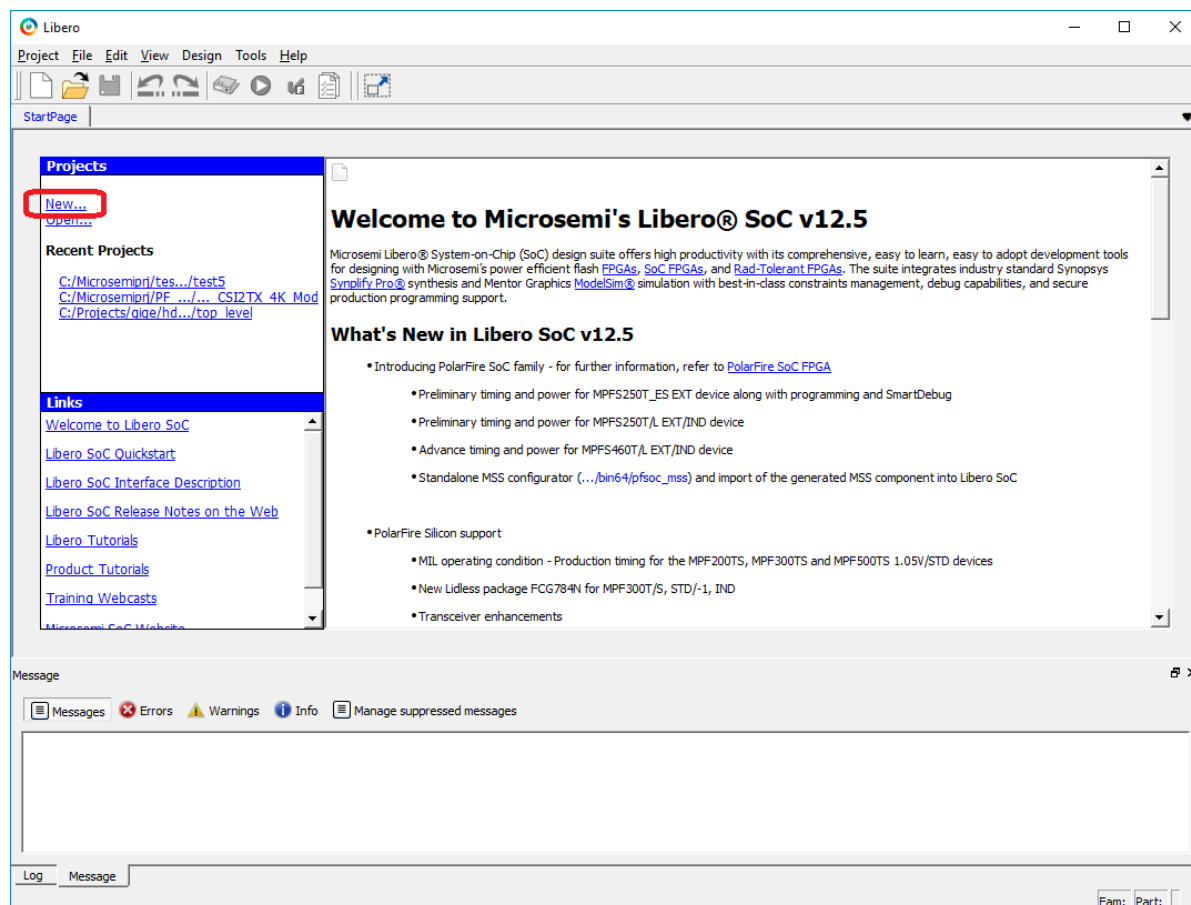 Libero
Project File Edit View Design Tools Help
StartPage
Projects
New...
Open...
Recent Projects
C:/Microsemiprj/tes.../test5
C:/Microsemiprj/PF_.../... CSI2TX_4K_Mod
C:/Projects/gige/hd.../top_level
Links
Welcome to Libero SoC
Libero SoC Quickstart
Libero SoC Interface Description
Libero SoC Release Notes on the Web
Libero Tutorials
Product Tutorials
Training Webcasts
Microsemi SoC Website
Welcome to Microsemi's Libero® SoC v12.5
Microsemi Libero® System-on-Chip (SoC) design suite offers high productivity with its comprehensive, easy to learn, easy to adopt development tools
for designing with Microsemi's power efficient flash FPGAs, SoC FPGAs, and Rad-Tolerant FPGAs. The suite integrates industry standard Synopsys
Synplify Pro® synthesis and Mentor Graphics ModelSim® simulation with best-in-class constraints management, debug capabilities, and secure
production programming support.
What's New in Libero SoC v12.5
•Introducing PolarFire SoC family - for further information, refer to PolarFire SoC FPGA
•Preliminary timing and power for MPFS250T_ES EXT device along with programming and SmartDebug
•Preliminary timing and power for MPFS250T/L EXT/IND device
•Advance timing and power for MPFS460T/L EXT/IND device
•Standalone MSS configurator (.../bin64/pfsoc_mss) and import of the generated MSS component into Libero SoC
•PolarFire Silicon support
•MIL operating condition - Production timing for the MPF200TS, MPF300TS and MPF500TS 1.05V/STD devices
•New Lidless package FCG784N for MPF300T/S, STD/-1, IND
•Transceiver enhancements
Message
Messages Errors Warnings Info Manage suppressed messages
Log Message
Fam: Part: